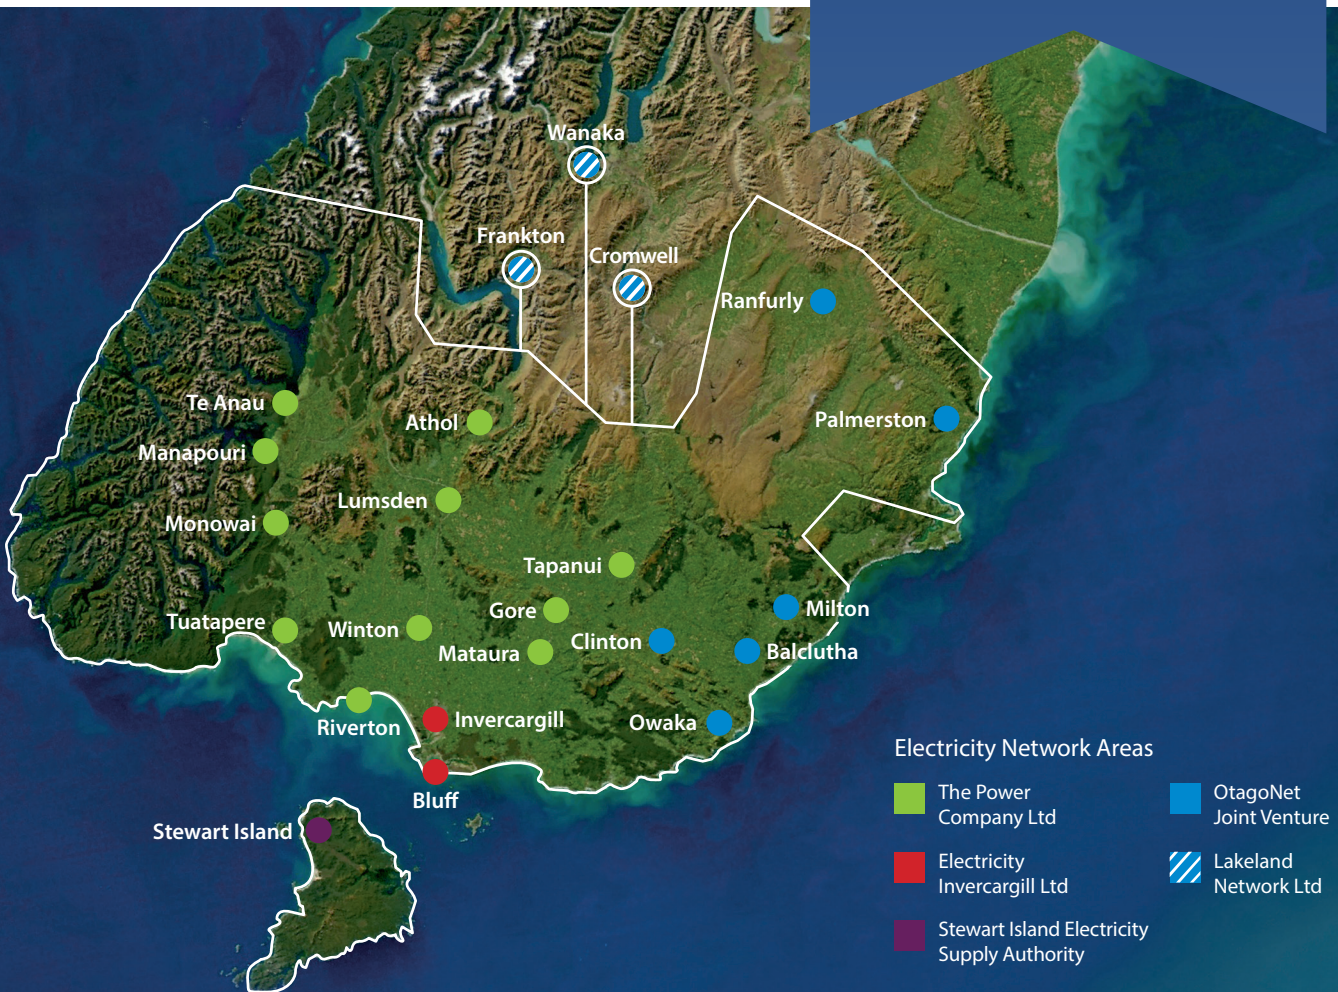 Wanaka
Frankton
Cromwell
Ranfurly
Te Anau
Athol
Palmerston
Manapouri
Lumsden
Monowai
Tapanui
Gore
Milton
Tuatapere
Winton
Clinton
Mataura
Balclutha
Riverton
Invercargill
Owaka
Bluff
Stewart Island
Electricity Network Areas
The Power
Company Ltd
Electricity
Invercargill Ltd
Stewart Island Electricity
Supply Authority
OtagoNet
Joint Venture
Lakeland
Network Ltd